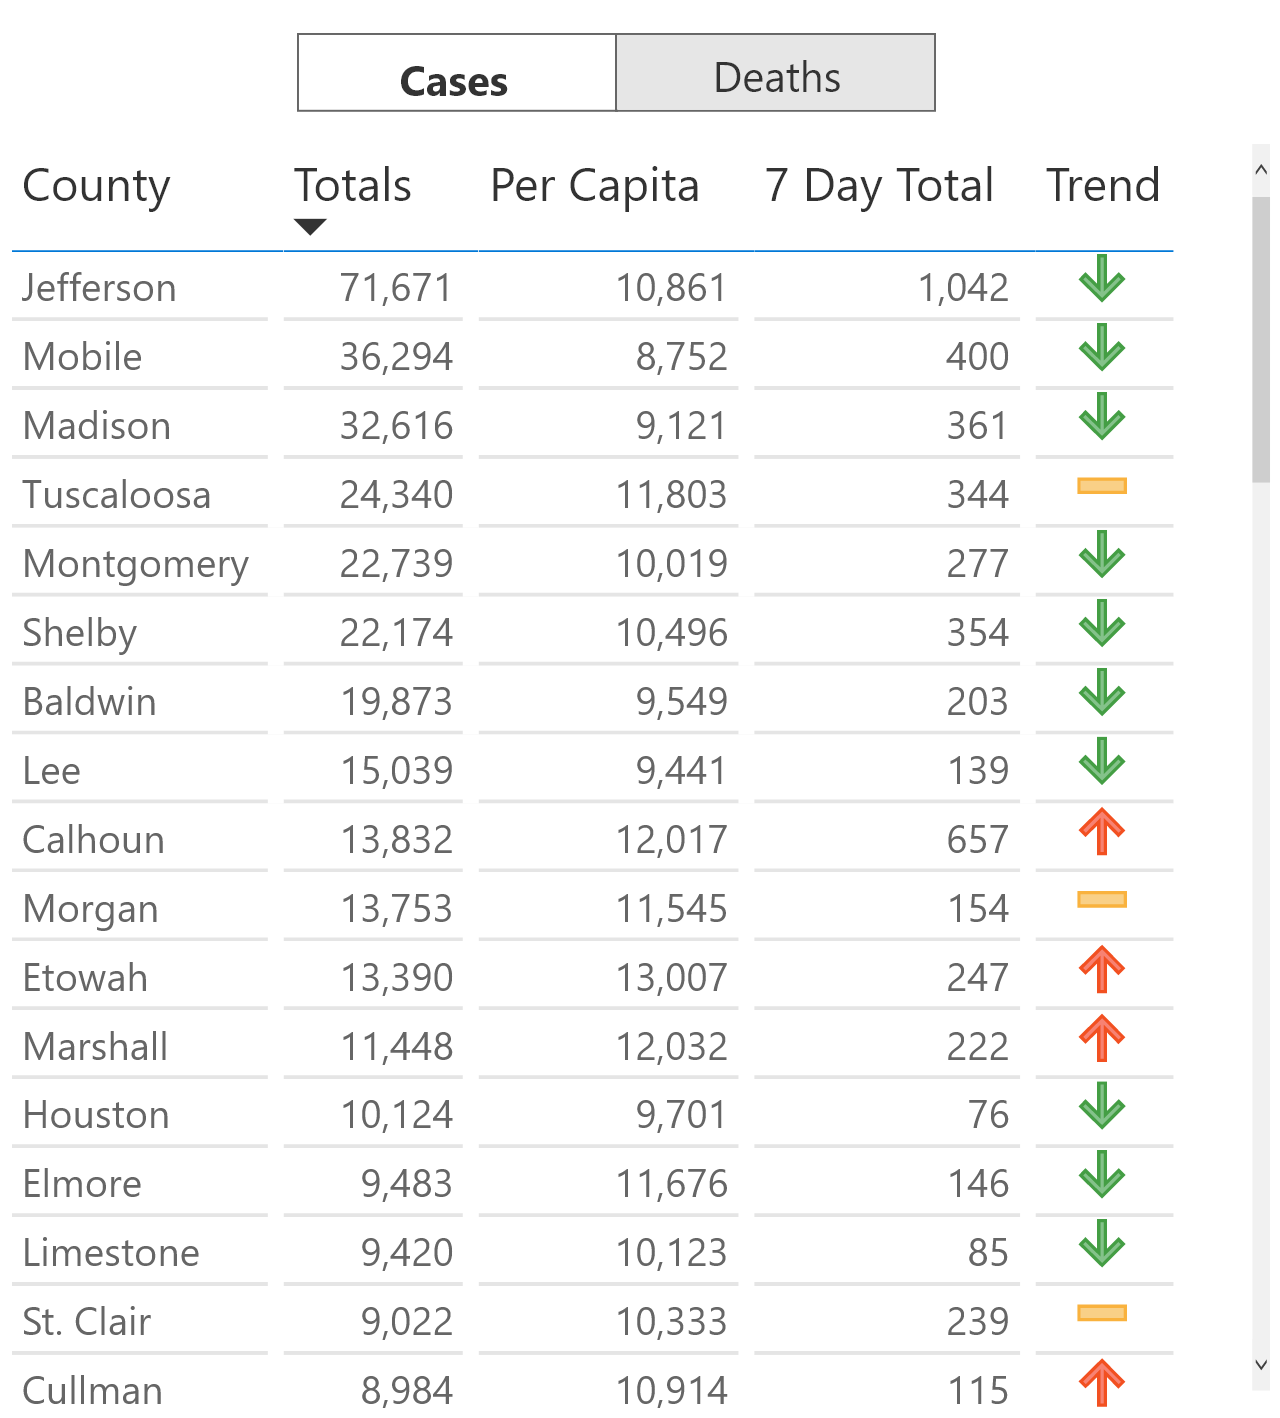 Cases Deaths
County Totals Per Capita 7 Day Total Trend
Jefferson 71,671 10,861 1,042
Mobile 36,294 8,752 400
Madison 32,616 9,121 361
Tuscaloosa 24,340 11,803 344
Montgomery 22,739 10,019 277
Shelby 22,174 10,496 354
Baldwin 19,873 9,549 203
Lee 15,039 9,441 139
Calhoun 13,832 12,017 657
Morgan 13,753 11,545 154
Etowah 13,390 13,007 247
Marshall 11,448 12,032 222
Houston 10,124 9,701 76
Elmore 9,483 11,676 146
Limestone 9,420 10,123 85
St. Clair 9,022 10,333 239
Cullman 8,984 10,914 115